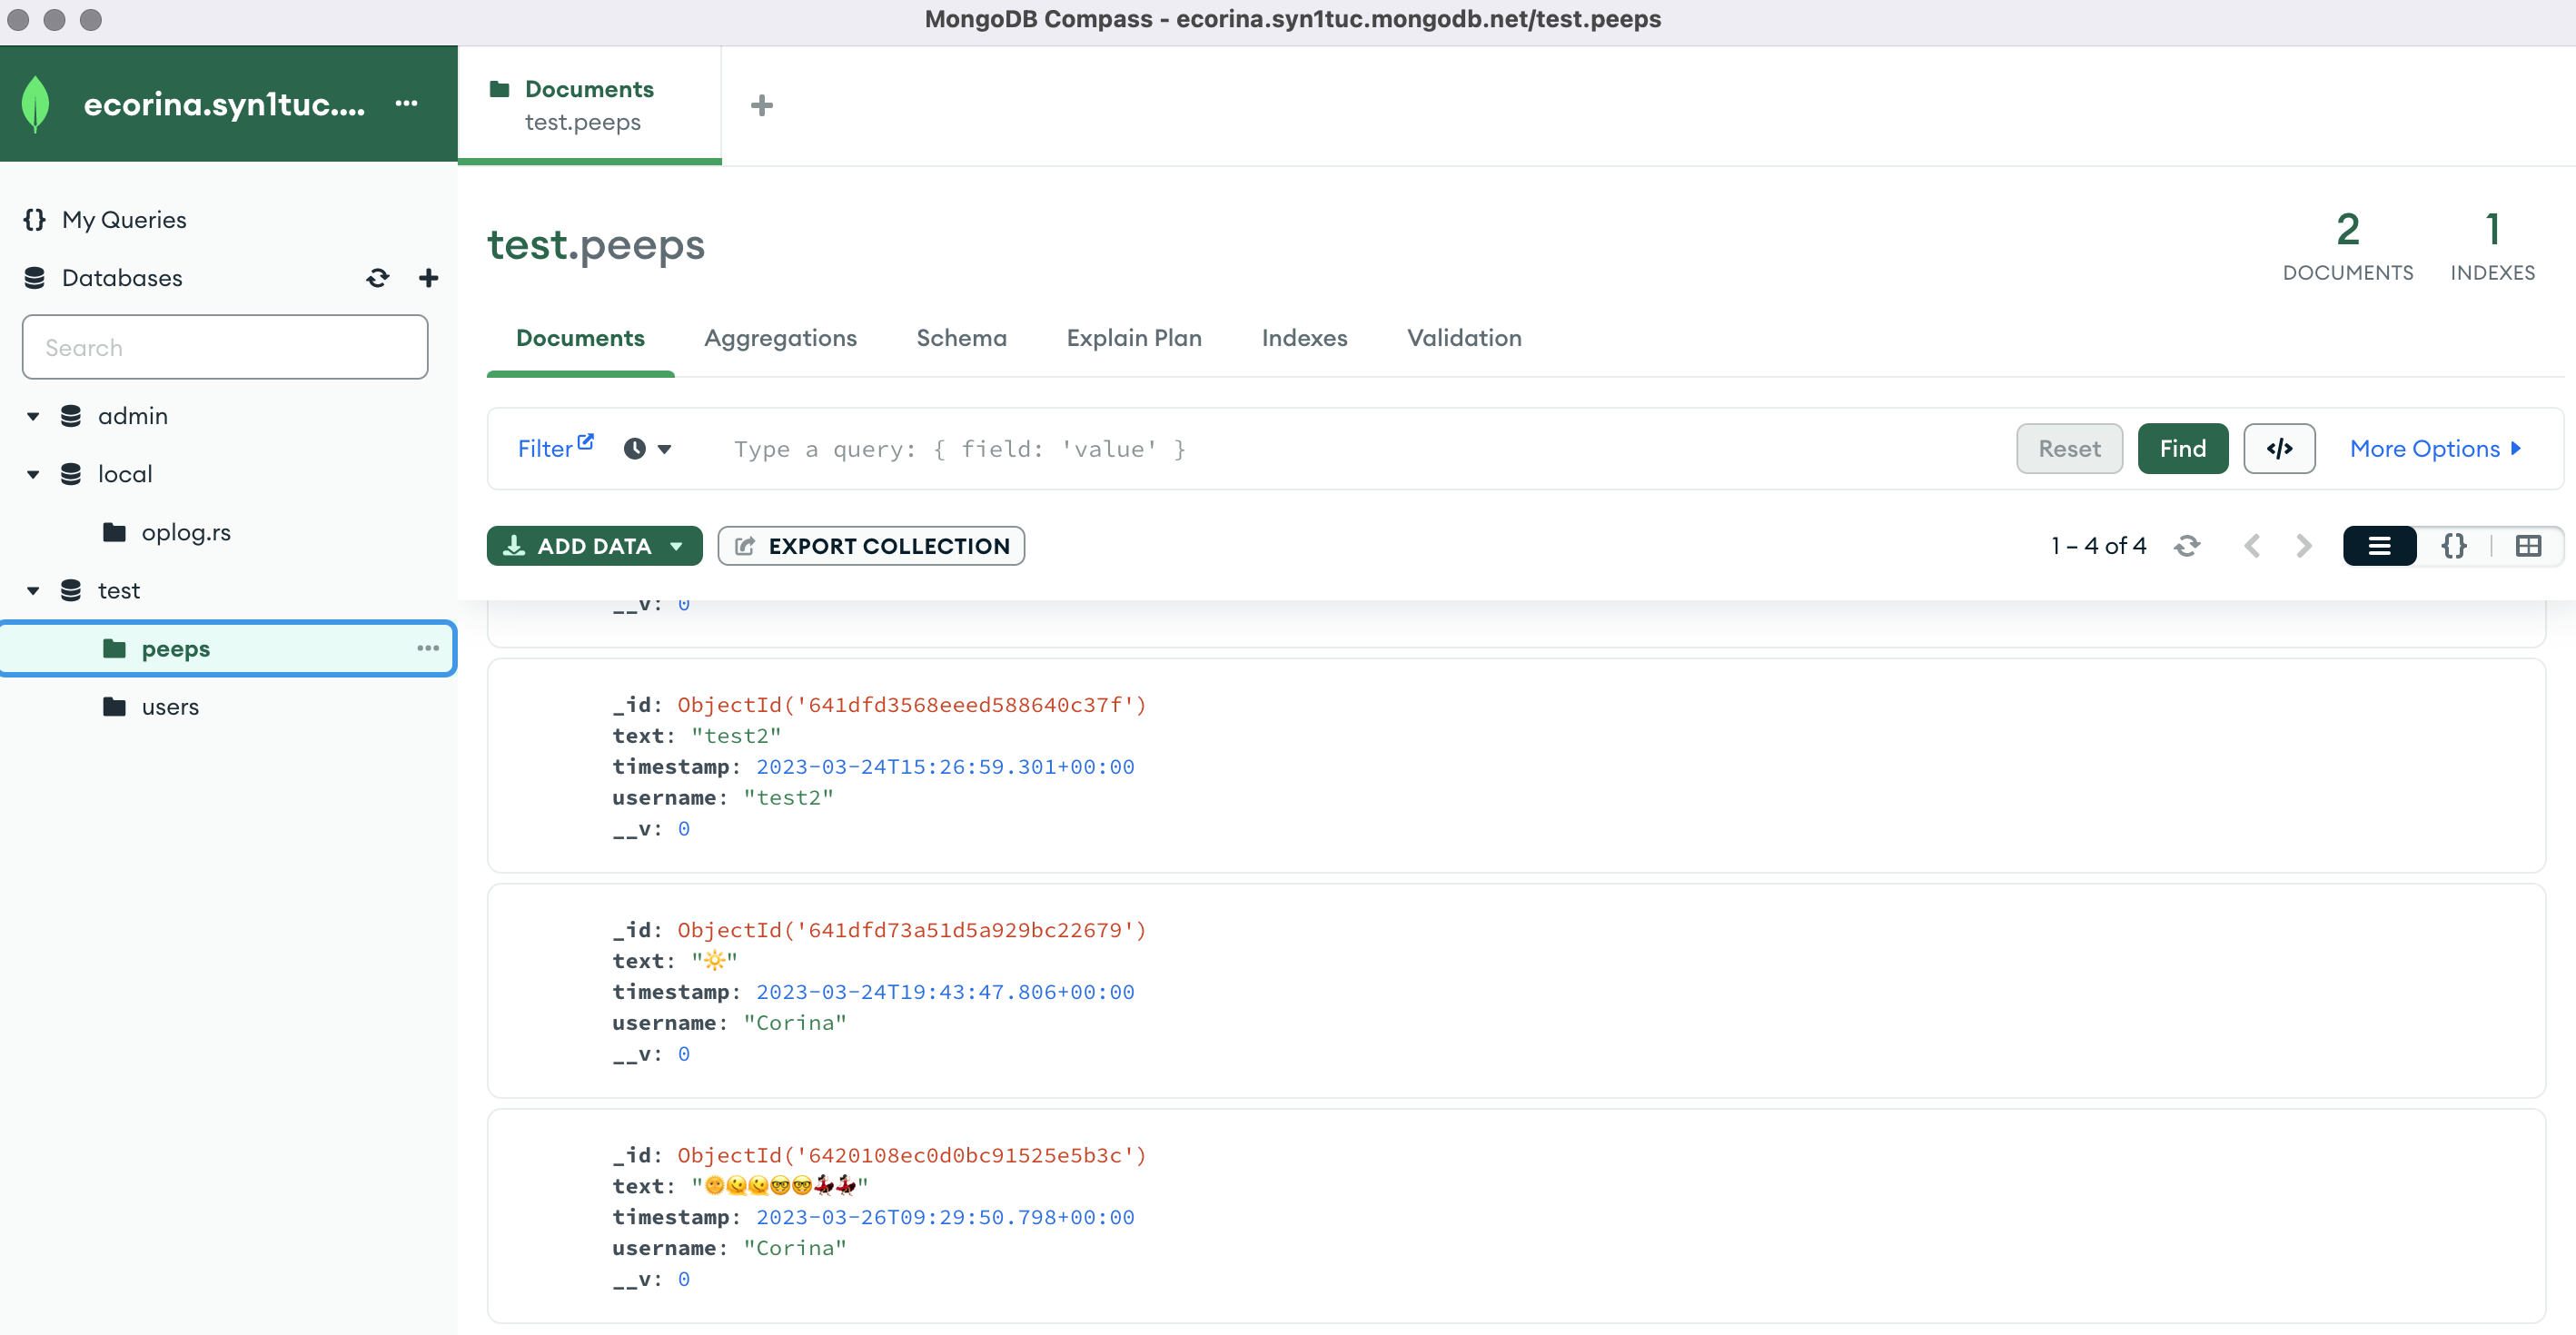 MongoDB Compass - ecorina.syn1tuc.mongodb.net/test.peeps
ecorina.syn1tuc....
Documents
test.peeps
My Queries
Databases
Search
admin
local
oplog.rs
test
peeps
users
test.peeps
2
DOCUMENTS
1
INDEXES
Documents
Aggregations
Schema
Explain Plan
Indexes
Validation
Filter
Type a query: { field: 'value' }
Reset
Find
</>
More Options
ADD DATA
EXPORT COLLECTION
1 – 4 of 4
{}
__v: 0
_id: ObjectId('641dfd3568eeed588640c37f')
text: "test2"
timestamp: 2023-03-24T15:26:59.301+00:00
username: "test2"
__v: 0
_id: ObjectId('641dfd73a51d5a929bc22679')
text: "🔆"
timestamp: 2023-03-24T19:43:47.806+00:00
username: "Corina"
__v: 0
_id: ObjectId('6420108ec0d0bc91525e5b3c')
text: "🌞🫠🫠🤓🤓💃💃"
timestamp: 2023-03-26T09:29:50.798+00:00
username: "Corina"
__v: 0